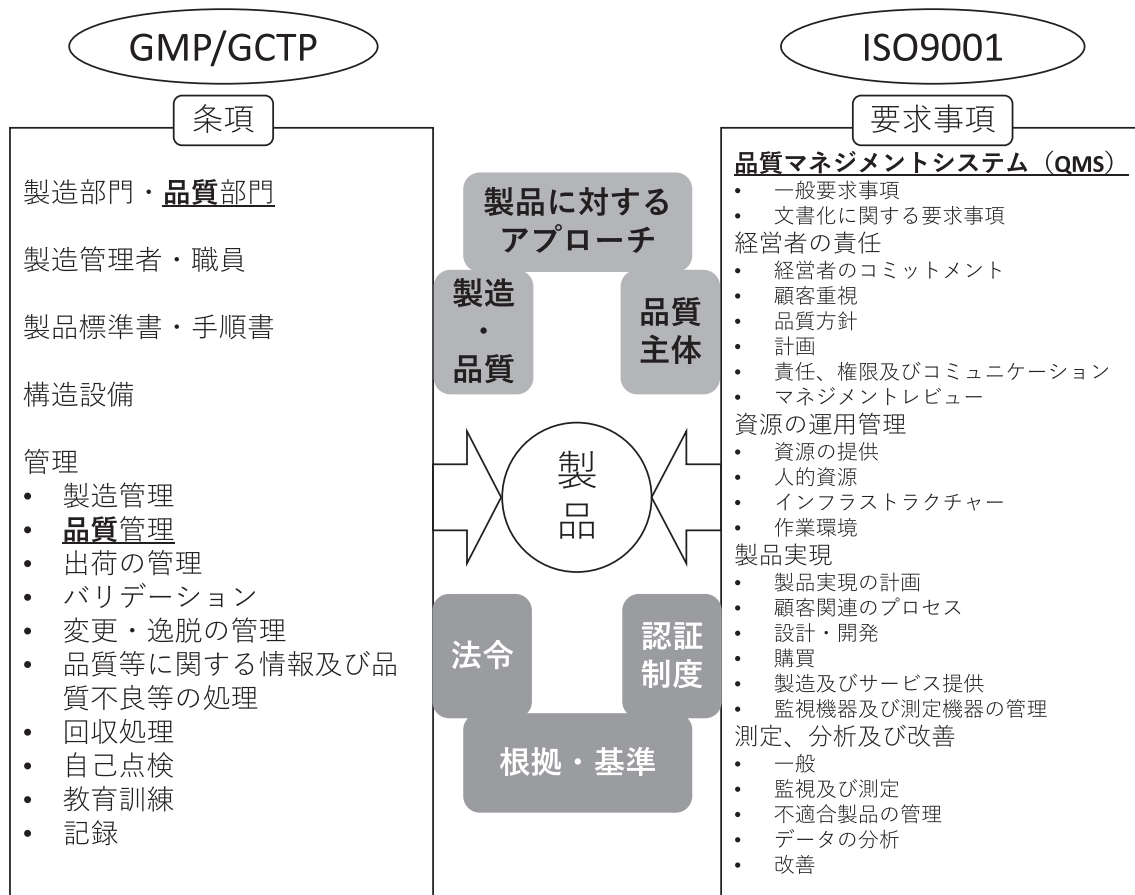 GMP/GCTP
条項
製造部門・品質部門
製造管理者・職員
製品標準書・手順書
構造設備
管理
• 製造管理
• 品質管理
• 出荷の管理
• バリデーション
• 変更・逸脱の管理
• 品質等に関する情報及び品
質不良等の処理
• 回収処理
• 自己点検
• 教育訓練
• 記録
製品に対する
アプローチ
製造
・
品質
品質
主体
製
品
法令
認証
制度
根拠・基準
ISO9001
要求事項
品質マネジメントシステム（QMS）
• 一般要求事項
• 文書化に関する要求事項
経営者の責任
• 経営者のコミットメント
• 顧客重視
• 品質方針
• 計画
• 責任、権限及びコミュニケーション
• マネジメントレビュー
資源の運用管理
• 資源の提供
• 人的資源
• インフラストラクチャー
• 作業環境
製品実現
• 製品実現の計画
• 顧客関連のプロセス
• 設計・開発
• 購買
• 製造及びサービス提供
• 監視機器及び測定機器の管理
測定、分析及び改善
• 一般
• 監視及び測定
• 不適合製品の管理
• データの分析
• 改善